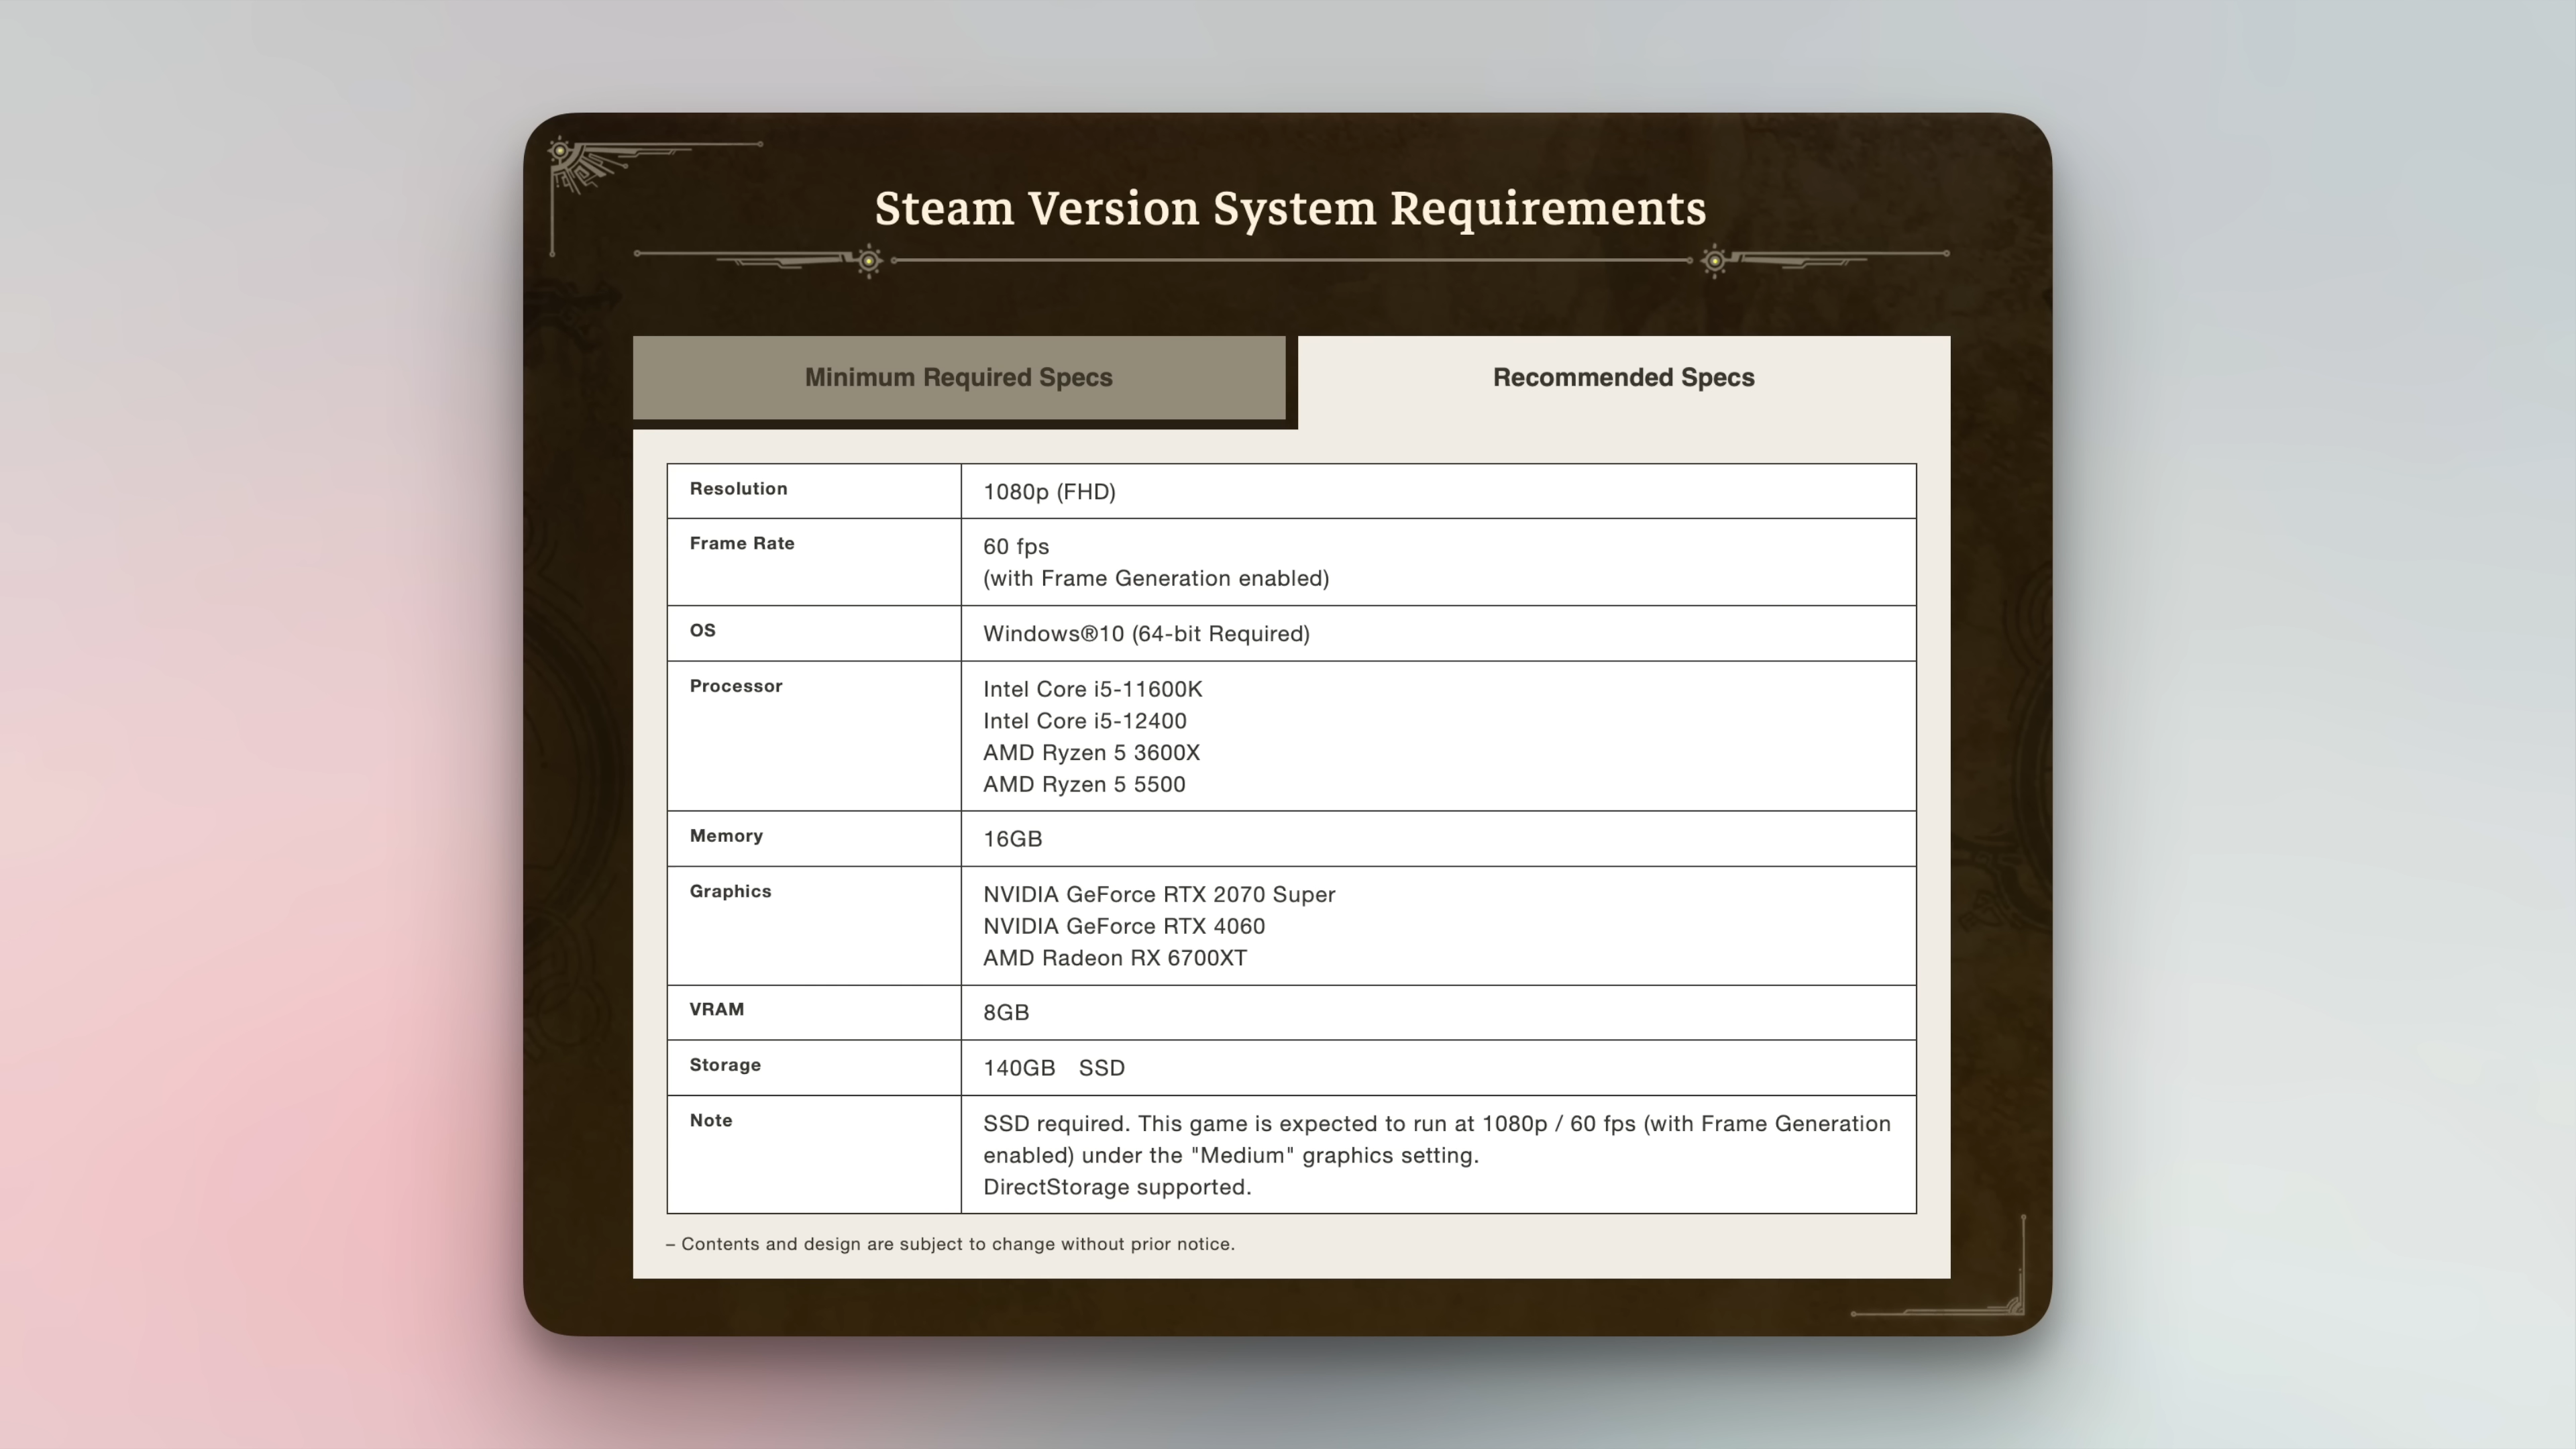 Steam Version System Requirements
Minimum Required Specs
Recommended Specs
Resolution
1080p (FHD)
Frame Rate
60 fps
(with Frame Generation enabled)
OS
Windows®10 (64-bit Required)
Processor
Intel Core i5-11600K
Intel Core i5-12400
AMD Ryzen 5 3600X
AMD Ryzen 5 5500
Memory
16GB
Graphics
NVIDIA GeForce RTX 2070 Super
NVIDIA GeForce RTX 4060
AMD Radeon RX 6700XT
VRAM
8GB
Storage
140GB　SSD
Note
SSD required. This game is expected to run at 1080p / 60 fps (with Frame Generation
enabled) under the "Medium" graphics setting.
DirectStorage supported.
– Contents and design are subject to change without prior notice.